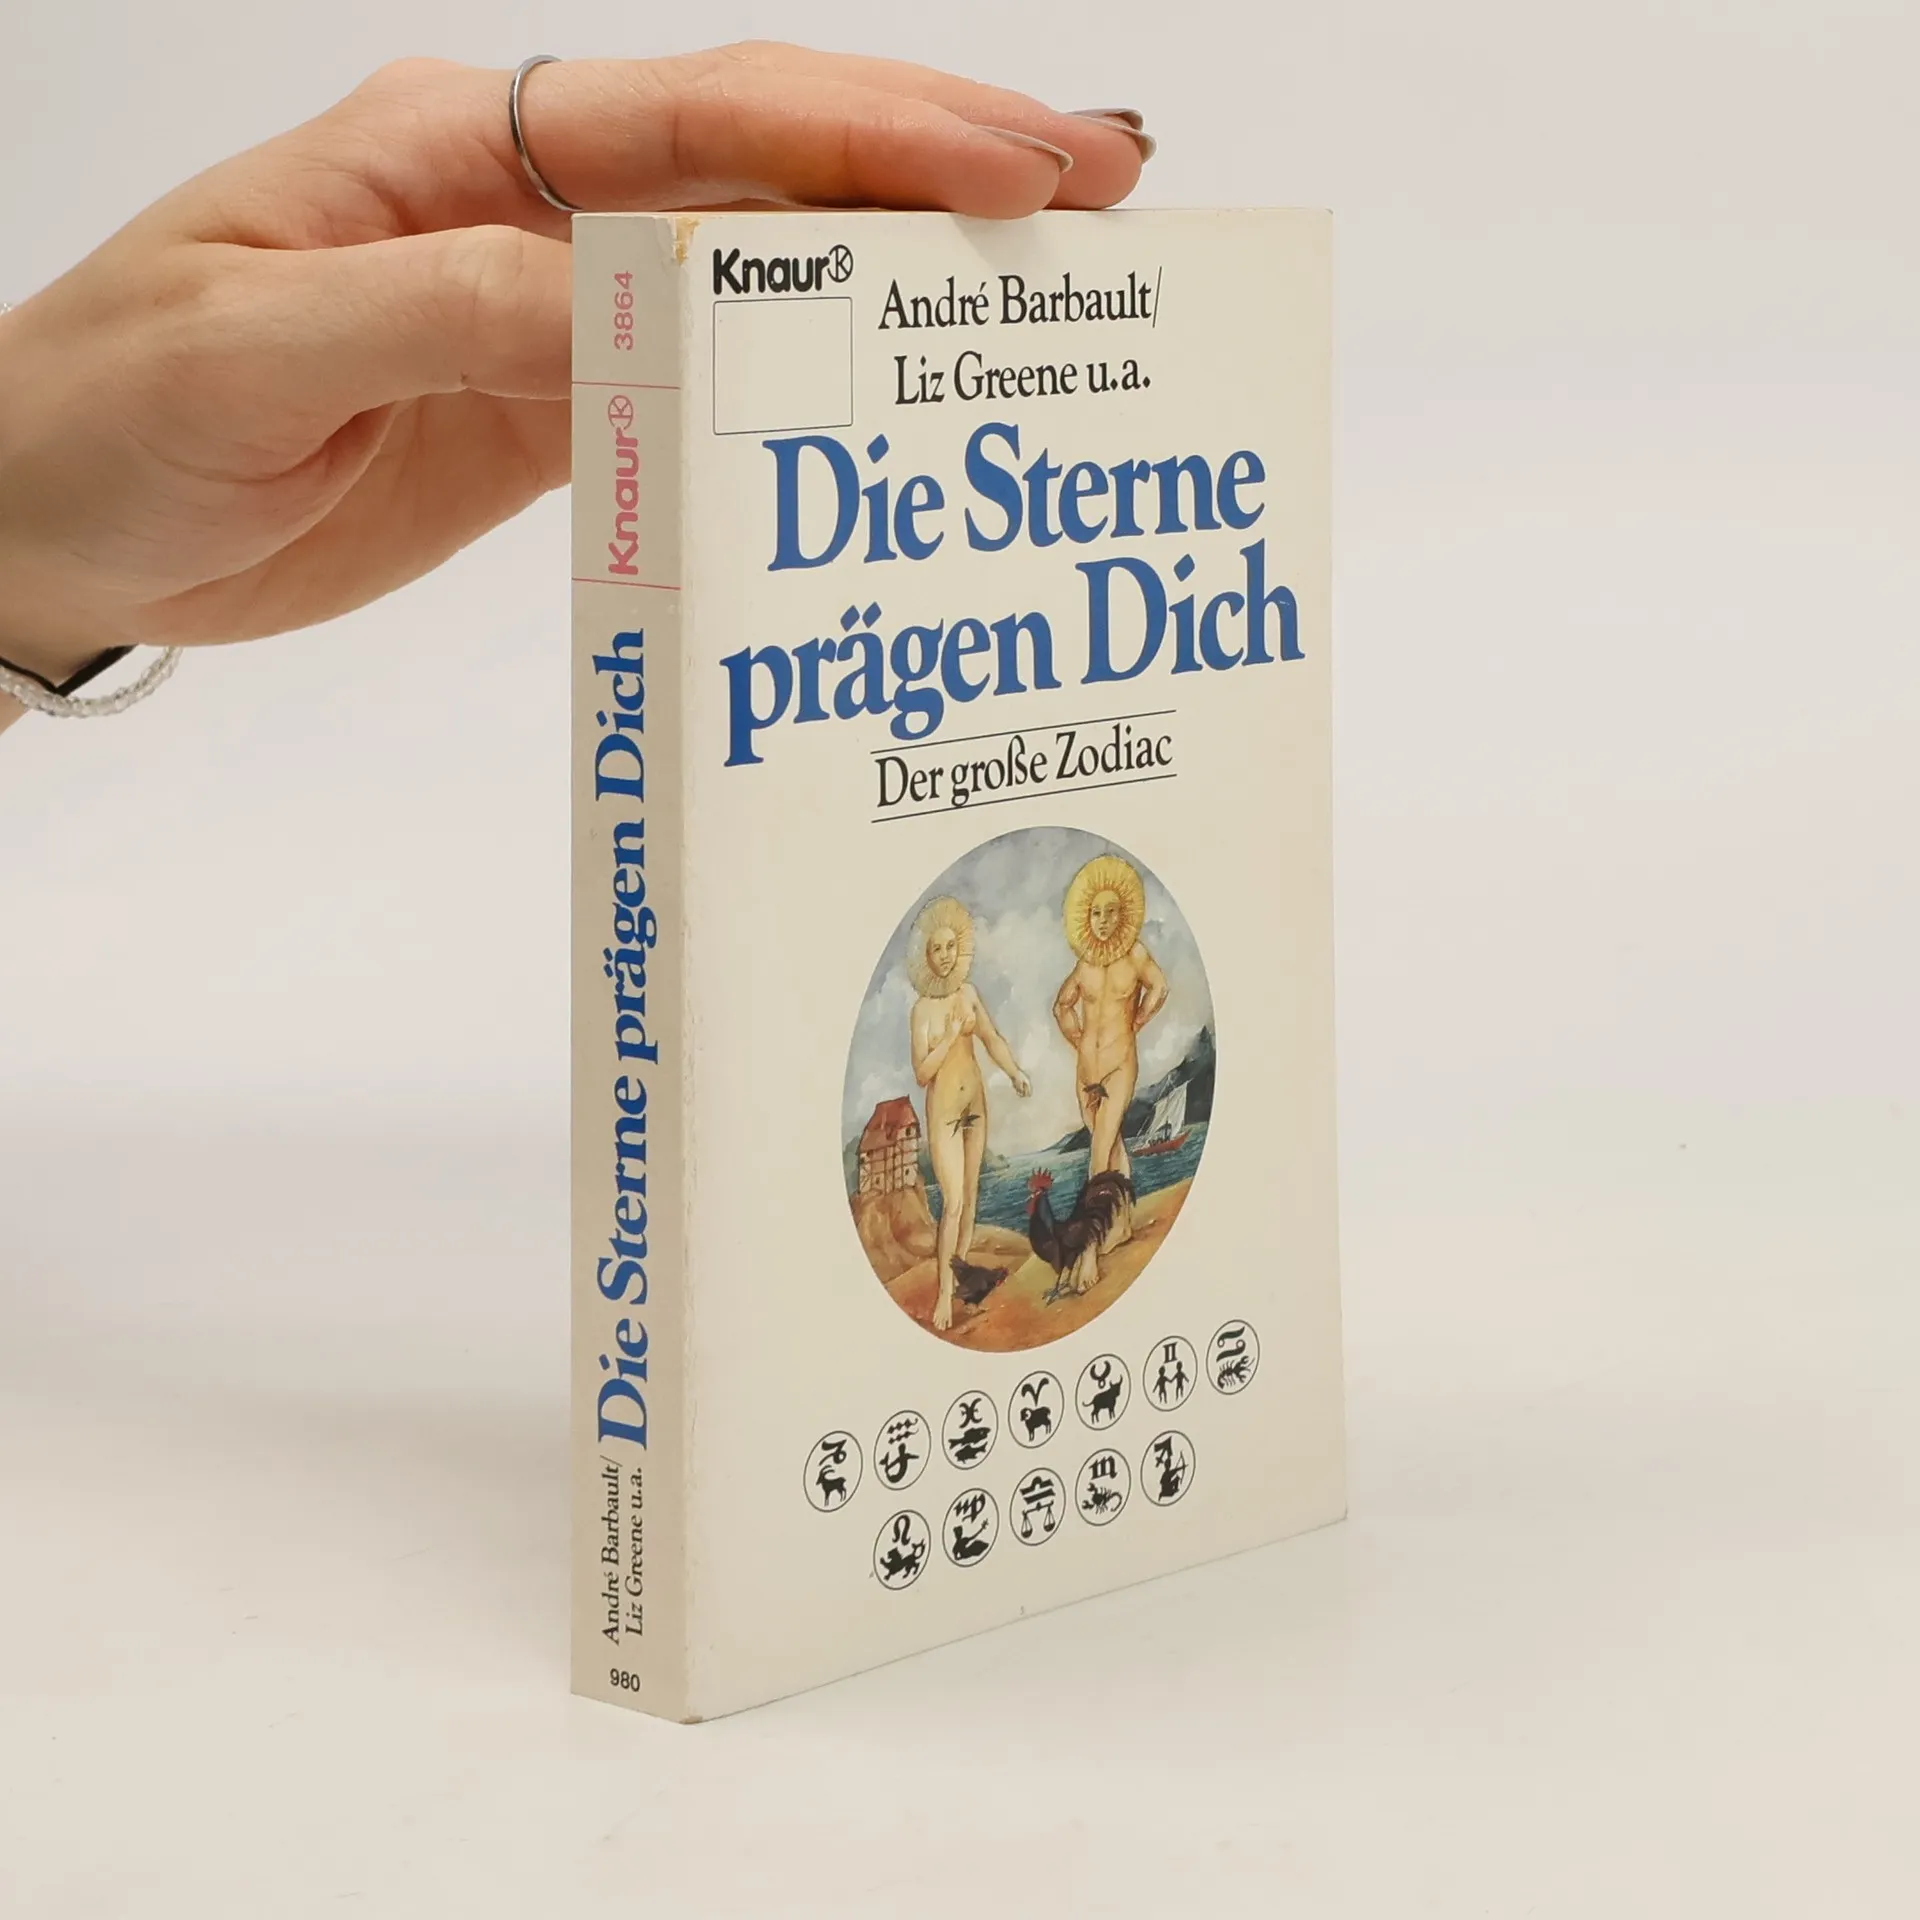 Knaur
André Barbault/
Liz Greene u.a.
Die Sterne
prägen Dich
Der große Zodiac
3864
Knaur
Die Sterne prägen Dich
André Barbault/
Liz Greene u.a.
980